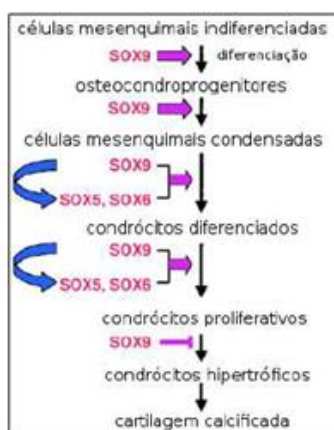 células mesenquimais indiferenciadas
SOX9 diferenciação
osteocondroprogenitores
SOX9
células mesenquimais condensadas
SOX9
SOX5, SOX6
condrócitos diferenciados
SOX9
SOX5, SOX6
condrócitos proliferativos
SOX9
condrócitos hipertróficos
cartilagem calcificada